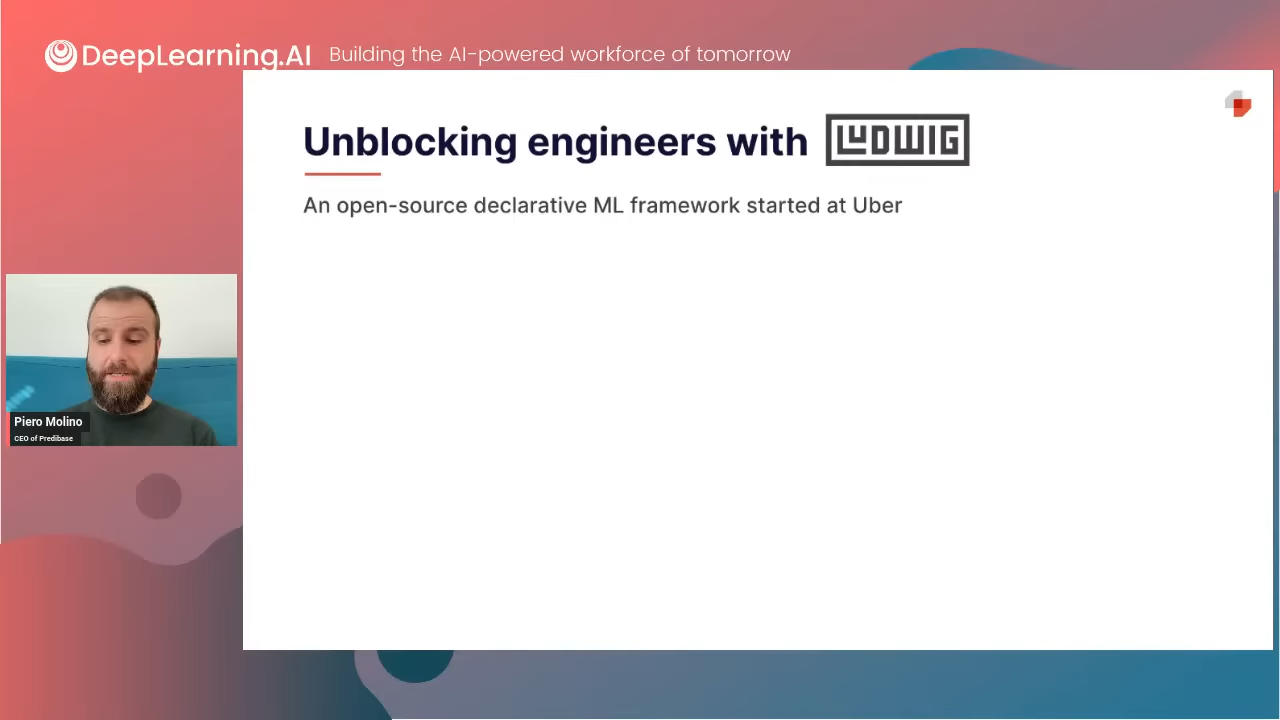 DeepLearning.AI Building the AI-powered workforce of tomorrow
Unblocking engineers with LUDWIG
An open-source declarative ML framework started at Uber
Piero Molino
CEO of Predibase